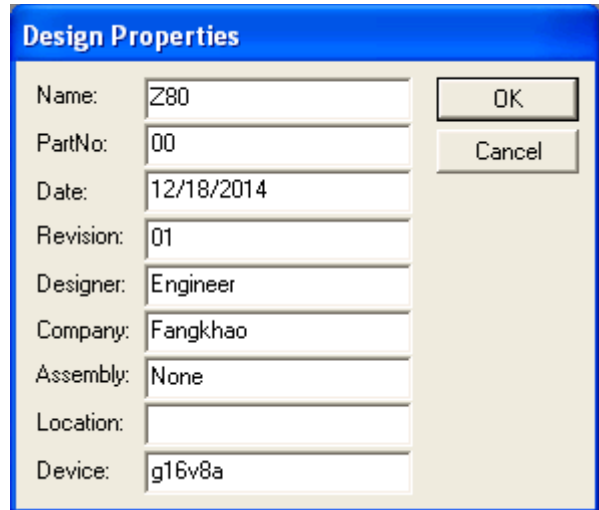 Design Properties
Name: Z80 OK
PartNo: 00 Cancel
Date: 12/18/2014
Revision: 01
Designer: Engineer
Company: Fangkhao
Assembly: None
Location:
Device: g16v8a